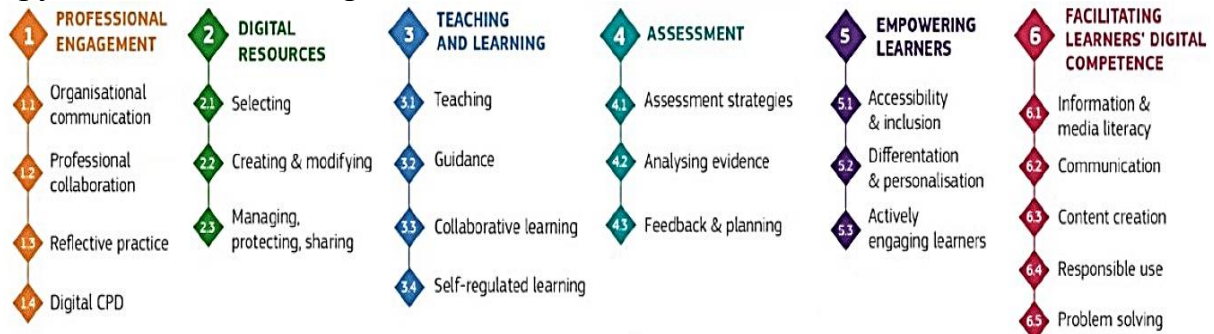 1
PROFESSIONAL
ENGAGEMENT
1.1
Organisational
communication
1.2
Professional
collaboration
1.3
Reflective practice
1.4
Digital CPD
2
DIGITAL
RESOURCES
2.1
Selecting
2.2
Creating & modifying
2.3
Managing,
protecting, sharing
3
TEACHING
AND LEARNING
3.1
Teaching
3.2
Guidance
3.3
Collaborative learning
3.4
Self-regulated learning
4
ASSESSMENT
4.1
Assessment strategies
4.2
Analysing evidence
4.3
Feedback & planning
5
EMPOWERING
LEARNERS
5.1
Accessibility
& inclusion
5.2
Differentation
& personalisation
5.3
Actively
engaging learners
6
FACILITATING
LEARNERS' DIGITAL
COMPETENCE
6.1
Information &
media literacy
6.2
Communication
6.3
Content creation
6.4
Responsible use
6.5
Problem solving